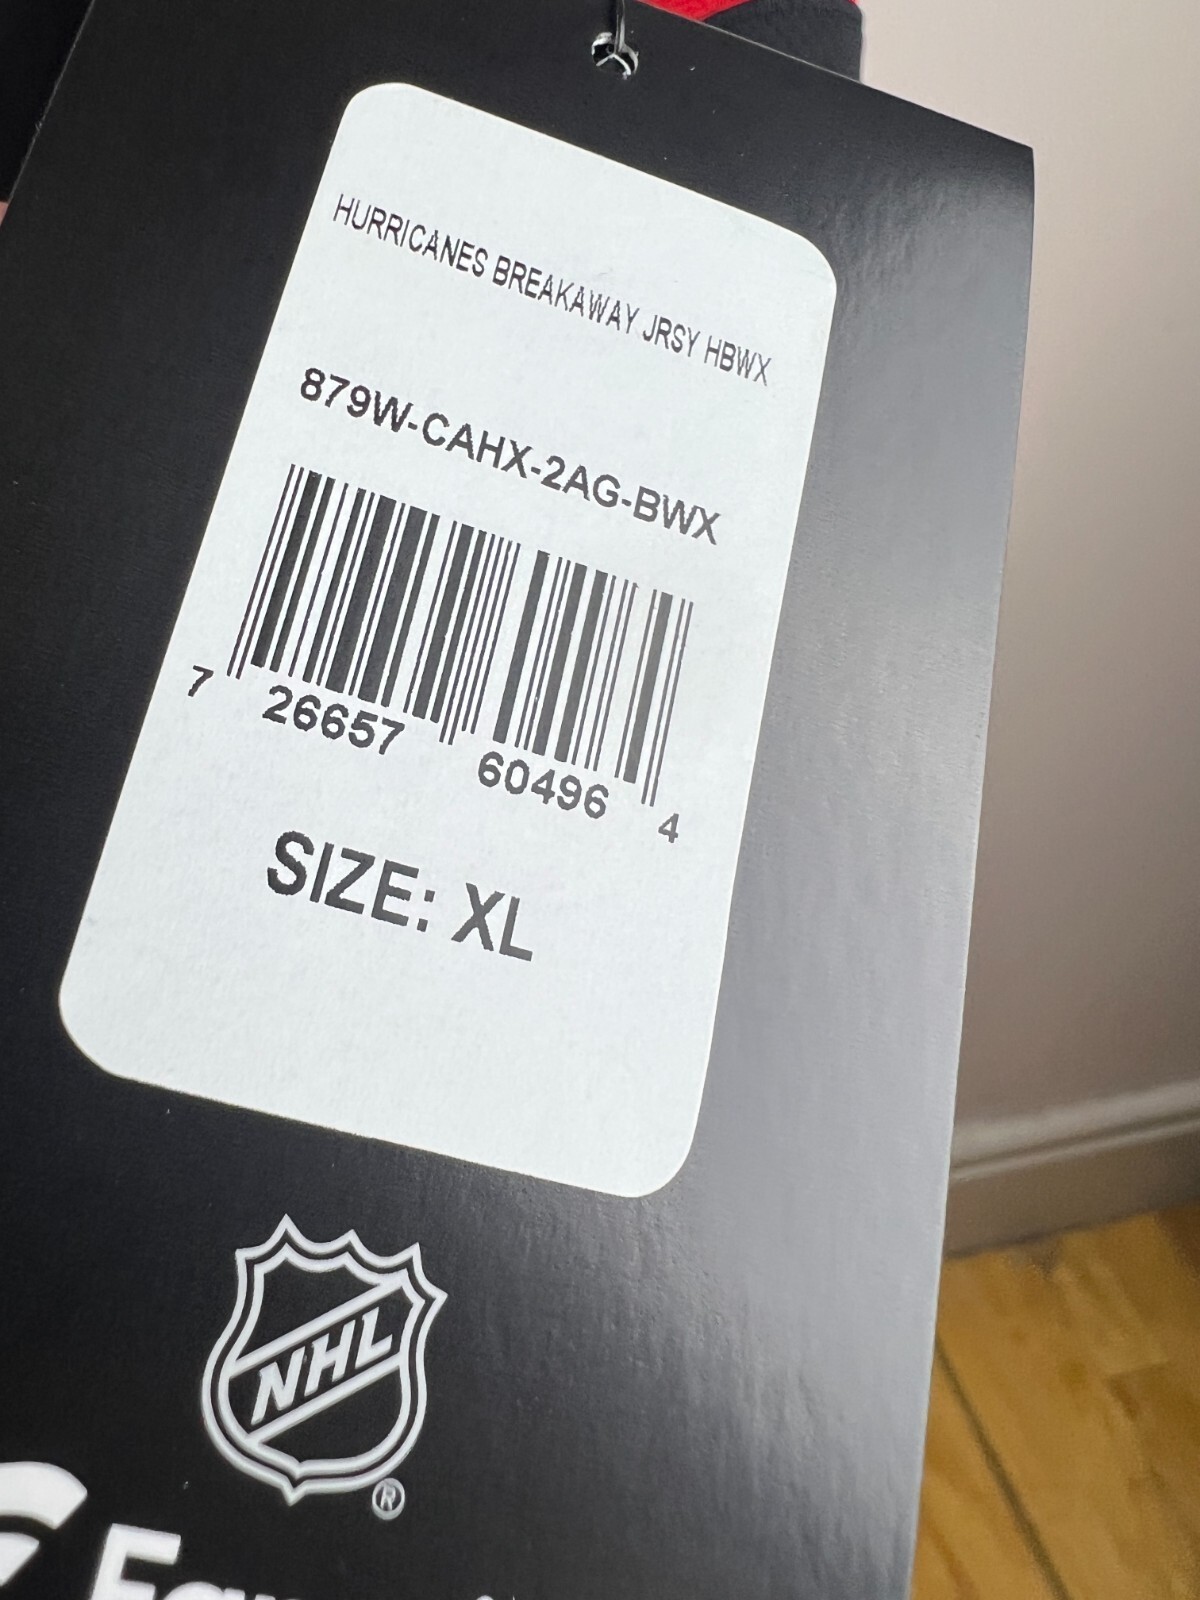 HURRICANES BREAKAWAY JRSY HBWX
879W-CAHX-2AG-BWX
7 26657 60496 4
SIZE: XL
NHL
®